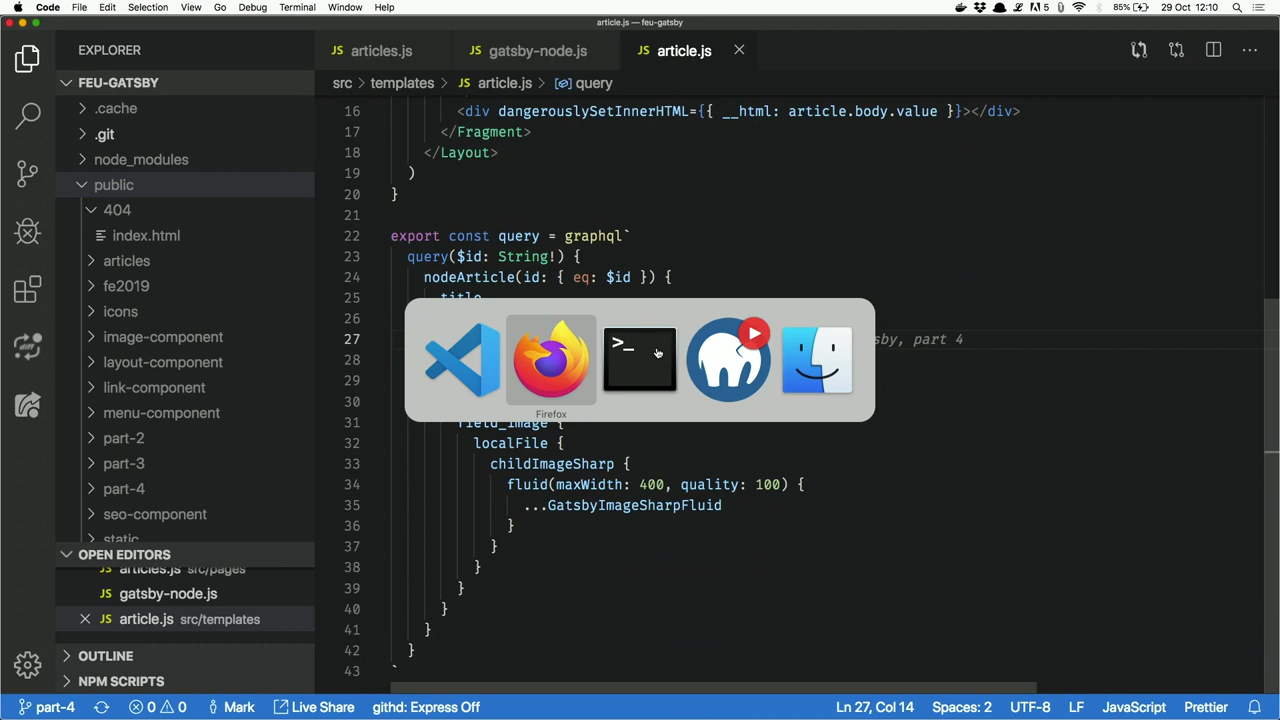 Code File Edit Selection View Go Debug Terminal Window Help 5 85% 29 Oct 12:10
article.js — feu-gatsby
EXPLORER
JS articles.js JS gatsby-node.js JS article.js
FEU-GATSBY
src > templates > JS article.js > query
.cache
.git
node_modules
public
404
index.html
articles
fe2019
icons
image-component
layout-component
link-component
menu-component
part-2
part-3
part-4
seo-component
static
OPEN EDITORS
JS articles.js src/pages
JS gatsby-node.js
JS article.js src/templates
OUTLINE
NPM SCRIPTS
16 <div dangerouslySetInnerHTML={{ __html: article.body.value }}></div>
17 </Fragment>
18 </Layout>
19 )
20 }
21
22 export const query = graphql`
23 query($id: String!) {
24 nodeArticle(id: { eq: $id }) {
25 title
26
27 sby, part 4
28
29
30
31 field_image {
32 localFile {
33 childImageSharp {
34 fluid(maxWidth: 400, quality: 100) {
35 ...GatsbyImageSharpFluid
36 }
37 }
38 }
39 }
40 }
41 }
42 }
43 `
>_
Firefox
part-4 0 0 Mark Live Share githd: Express Off Ln 27, Col 14 Spaces: 2 UTF-8 LF JavaScript Prettier